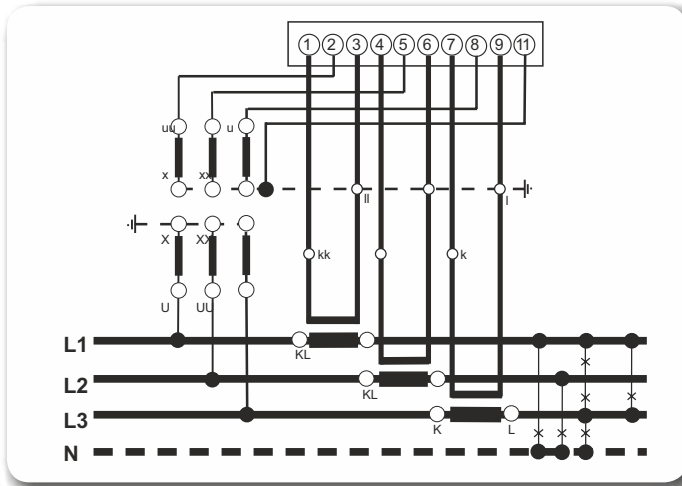 1 2 3 4 5 6 7 8 9 11
uu u
x xx
ll l
X XX
kk k
U UU
L1
KL
L2
KL
L3
K L
N